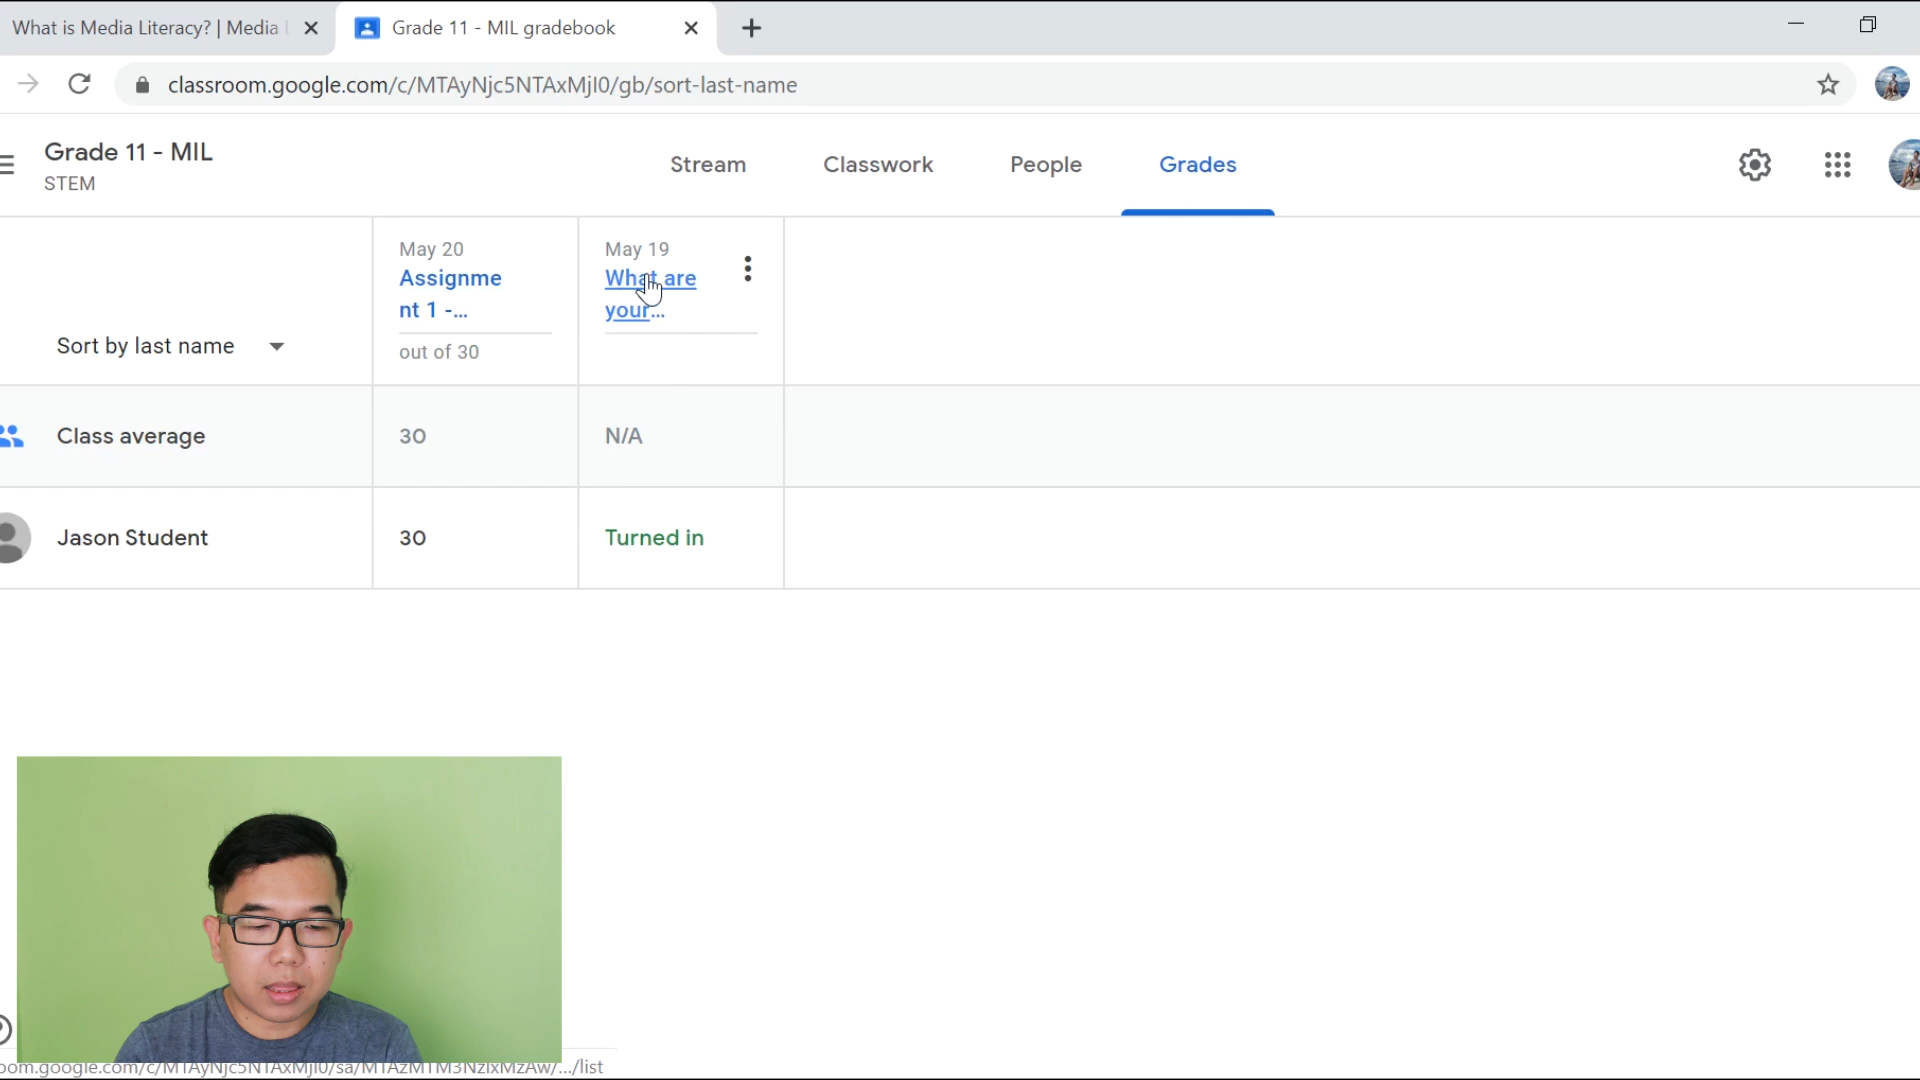 What is Media Literacy? | Media
Grade 11 - MIL gradebook
classroom.google.com/c/MTAyNjc5NTAxMjI0/gb/sort-last-name
Grade 11 - MIL
STEM
Stream
Classwork
People
Grades
May 20
Assignme
nt 1 -...
out of 30
May 19
What are
your...
Sort by last name
Class average
30
N/A
Jason Student
30
Turned in